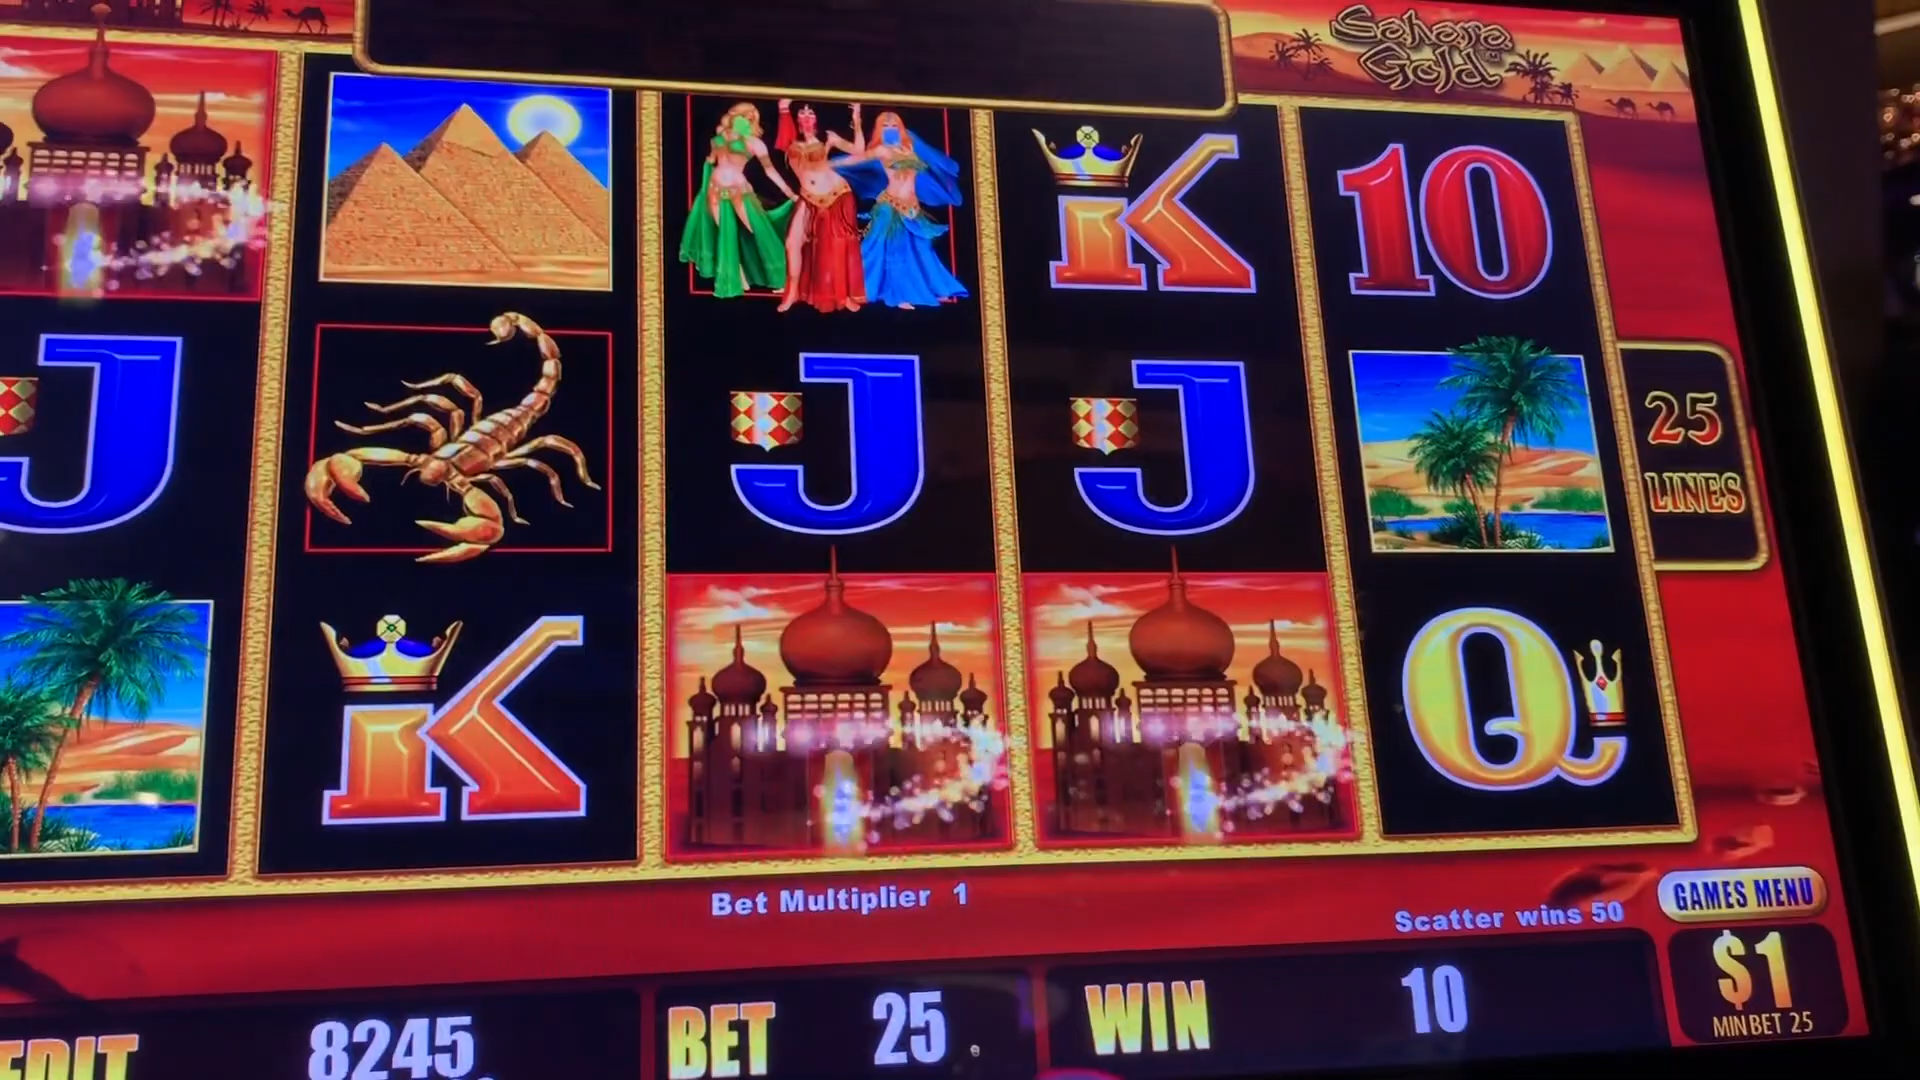 Sahara
Gold
K
10
J
J
J
25
LINES
K
Q
Bet Multiplier 1
Scatter wins 50
GAMES MENU
8245
BET 25
WIN 10
$1
MIN BET 25